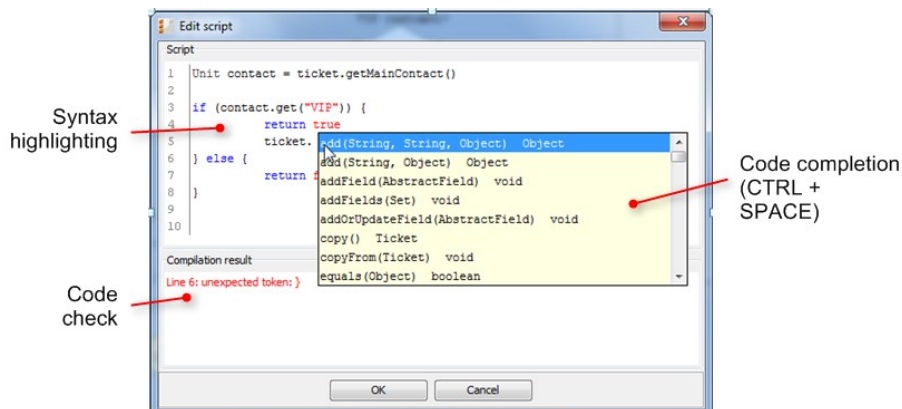 Edit script
Script
1 Unit contact = ticket.getMainContact()
2
3 if (contact.get("VIP")) {
4 return true
5 ticket.
6 } else {
7 return f
8 }
9
10
add(String, String, Object) Object
add(String, Object) Object
addField(AbstractField) void
addFields(Set) void
addOrUpdateField(AbstractField) void
copy() Ticket
copyFrom(Ticket) void
equals(Object) boolean
Compilation result
Line 6: unexpected token: }
OK
Cancel
Syntax
highlighting
Code
check
Code completion
(CTRL +
SPACE)